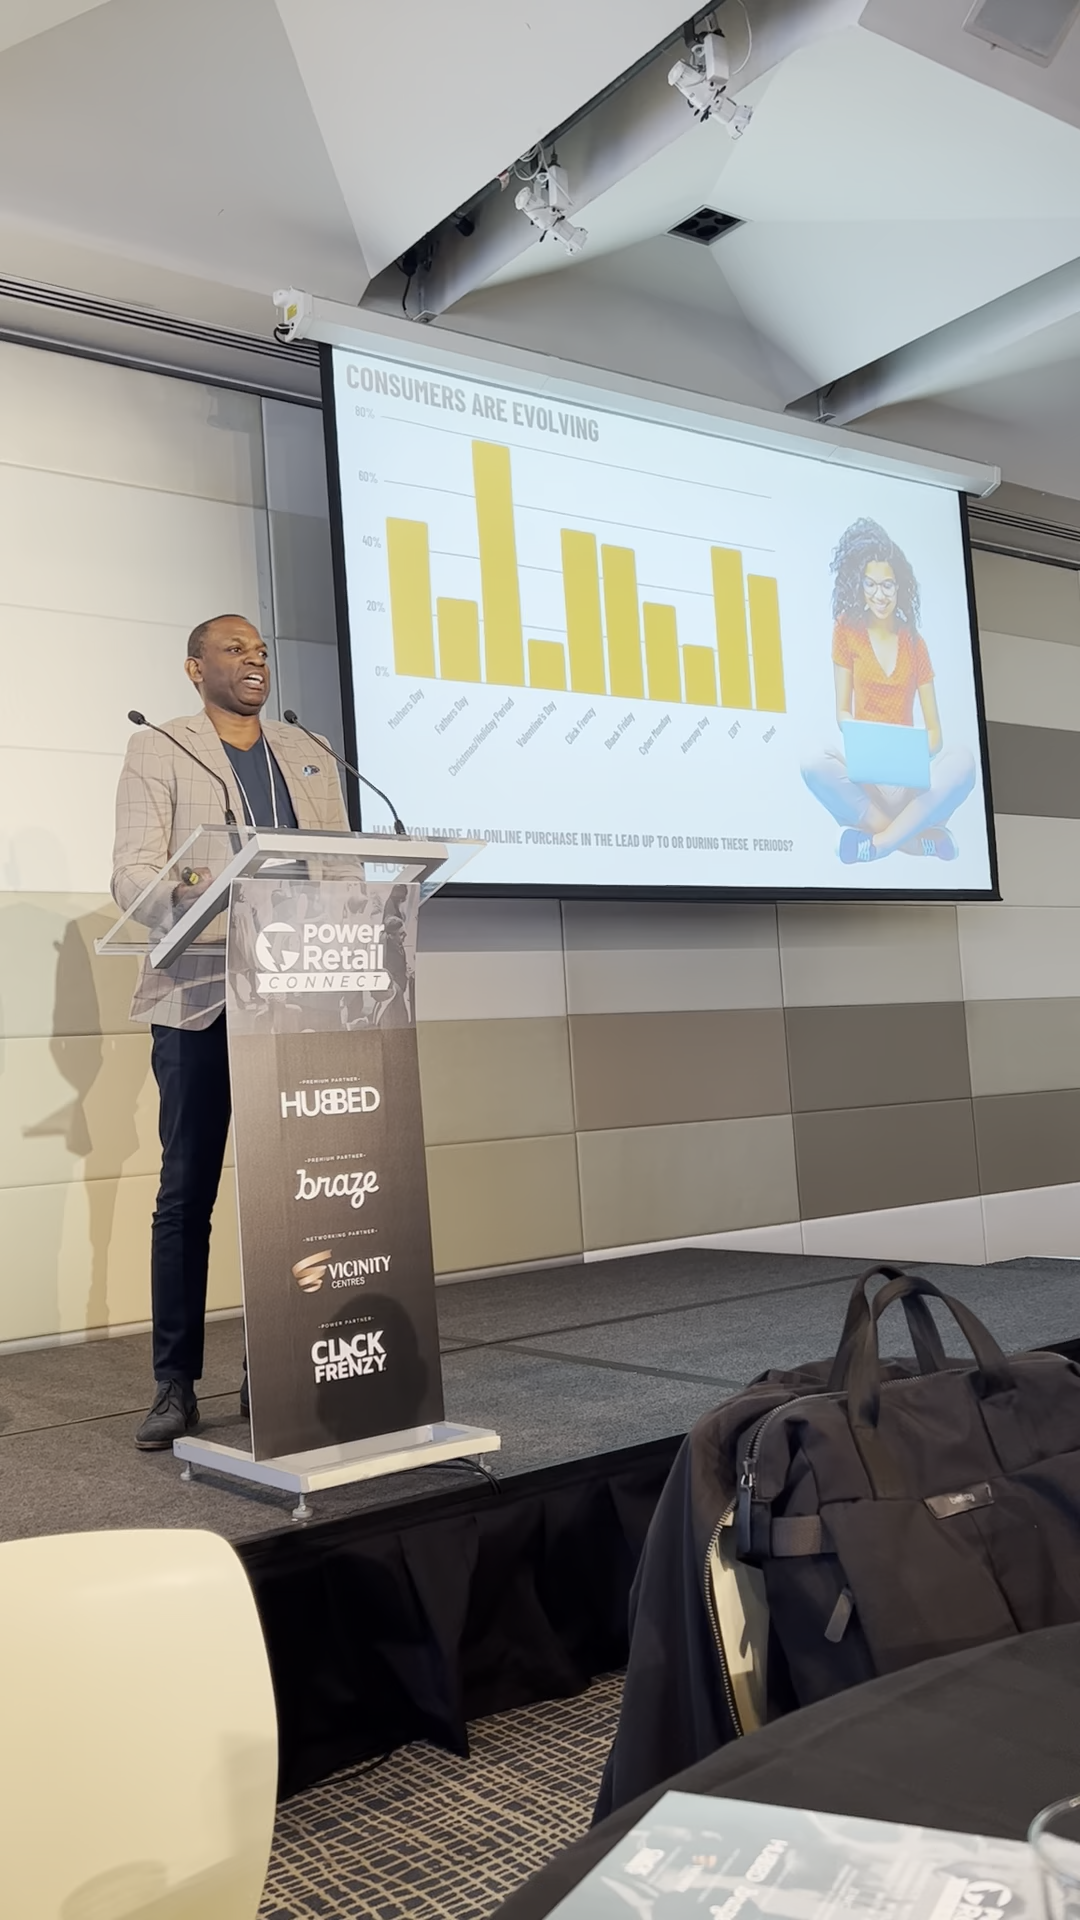 CONSUMERS ARE EVOLVING
80%
60%
40%
20%
0%
Mothers Day
Fathers Day
Christmas/Holiday Period
Valentine's Day
Click Frenzy
Black Friday
Cyber Monday
Afterpay Day
EOFY
Other
HAVE YOU MADE AN ONLINE PURCHASE IN THE LEAD UP TO OR DURING THESE PERIODS?
POWER
Retail
CONNECT
-PREMIUM PARTNER-
HUBBED
-PREMIUM PARTNER-
braze
-NETWORKING PARTNER-
VICINITY
CENTRES
-POWER PARTNER-
CLICK
FRENZY
bellroy